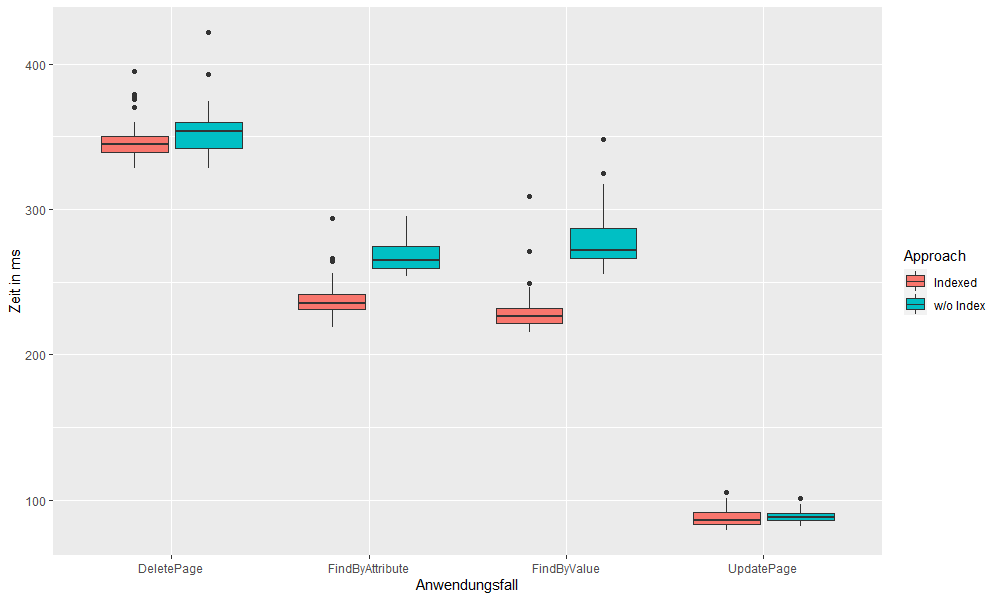 400
300
200
100
Zeit in ms
DeletePage
FindByAttribute
FindByValue
UpdatePage
Anwendungsfall
Approach
Indexed
w/o Index